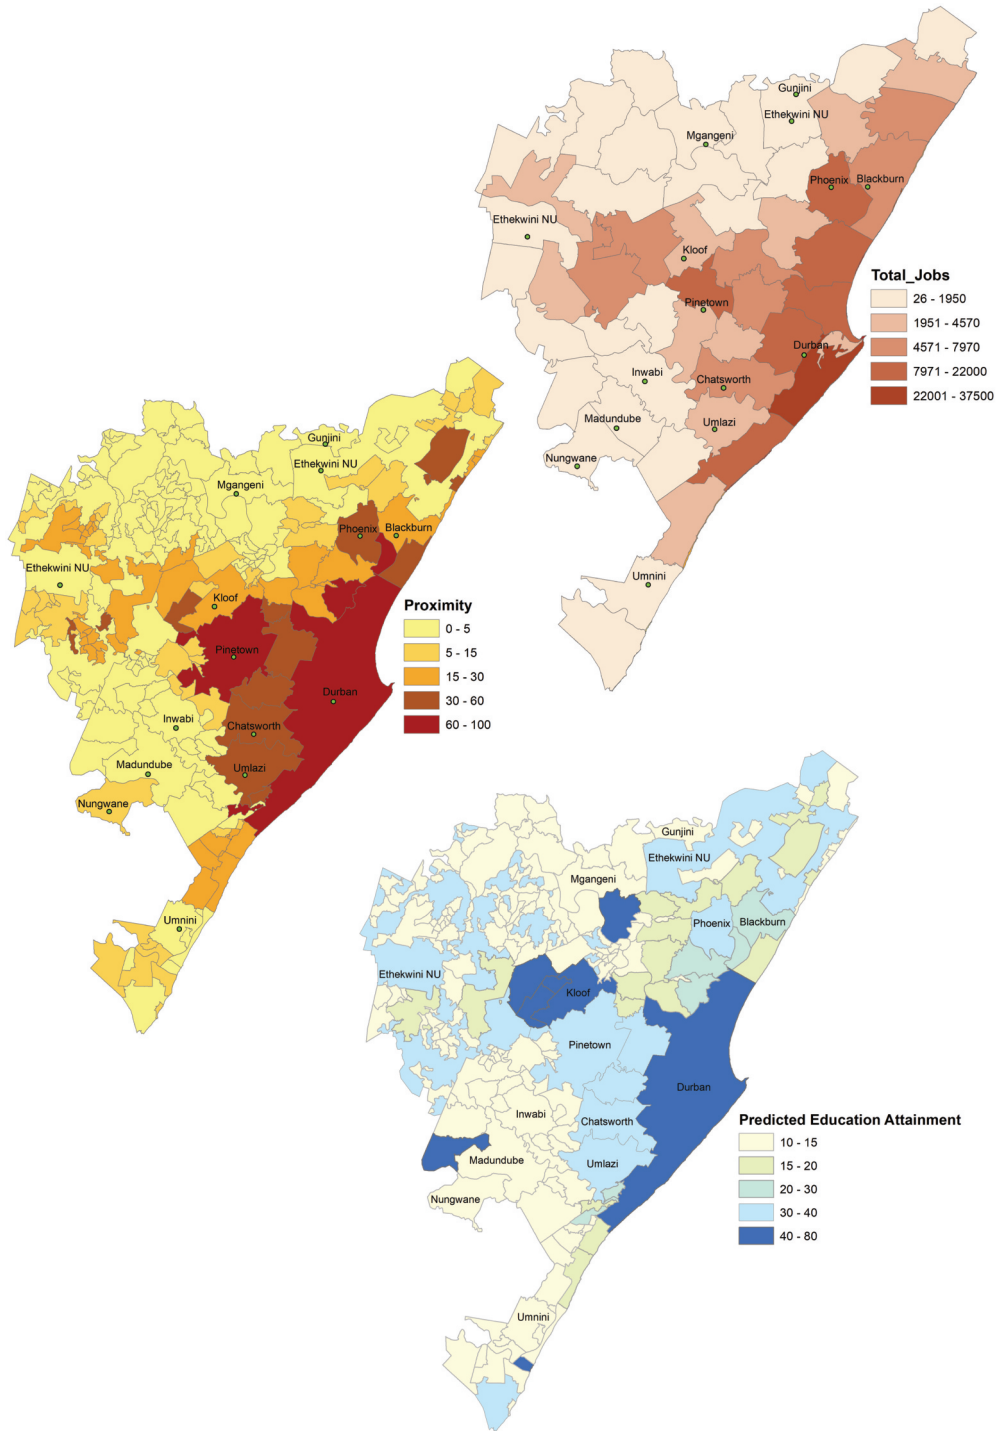 Gunjini
Ethekwini NU
Mgangeni
Phoenix
Blackburn
Ethekwini NU
Kloof
Pinetown
Durban
Inwabi
Chatsworth
Madundube
Umlazi
Nungwane
Umnini
Total_Jobs
26 - 1950
1951 - 4570
4571 - 7970
7971 - 22000
22001 - 37500
Gunjini
Ethekwini NU
Mgangeni
Phoenix
Blackburn
Ethekwini NU
Kloof
Pinetown
Durban
Inwabi
Chatsworth
Madundube
Umlazi
Nungwane
Umnini
Proximity
0 - 5
5 - 15
15 - 30
30 - 60
60 - 100
Gunjini
Ethekwini NU
Mgangeni
Phoenix
Blackburn
Ethekwini NU
Kloof
Pinetown
Durban
Inwabi
Chatsworth
Madundube
Umlazi
Nungwane
Umnini
Predicted Education Attainment
10 - 15
15 - 20
20 - 30
30 - 40
40 - 80